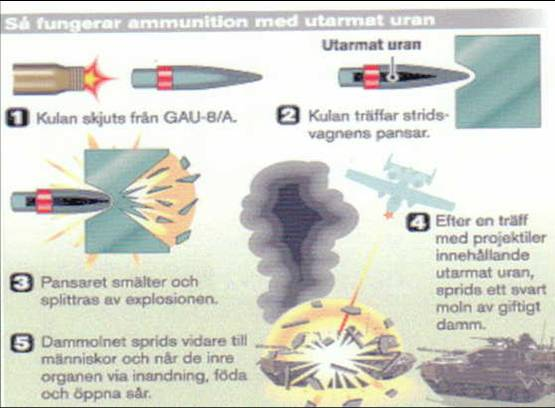 Så fungerar ammunition med utarmat uran
Utarmat uran
1 Kulan skjuts från GAU-8/A.
2 Kulan träffar strids-
vagnens pansar.
3 Pansaret smälter och
splittras av explosionen.
4 Efter en träff
med projektiler
innehållande
utarmat uran,
sprids ett svart
moln av giftigt
damm.
5 Dammolnet sprids vidare till
människor och når de inre
organen via inandning, föda
och öppna sår.